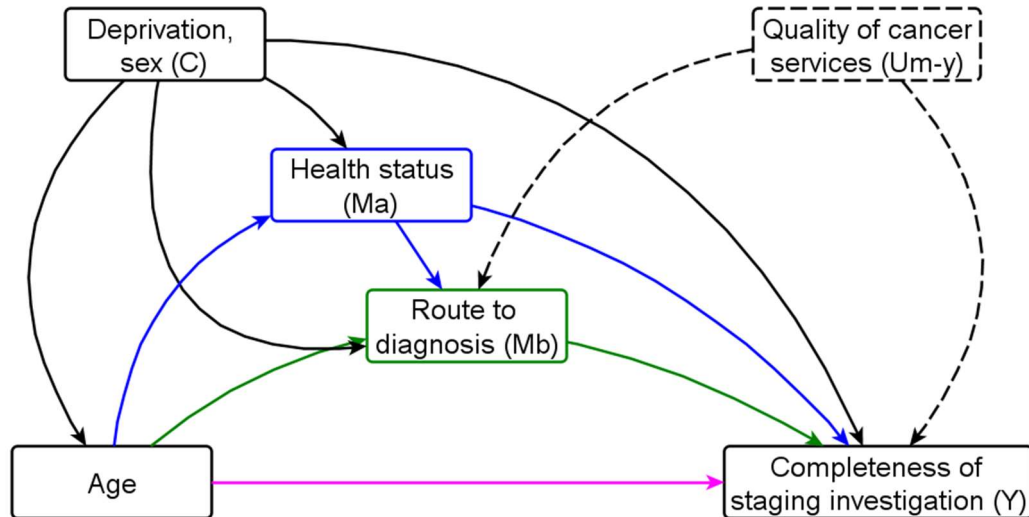 Deprivation,
sex (C)
Quality of cancer
services (Um-y)
Health status
(Ma)
Route to
diagnosis (Mb)
Age
Completeness of
staging investigation (Y)